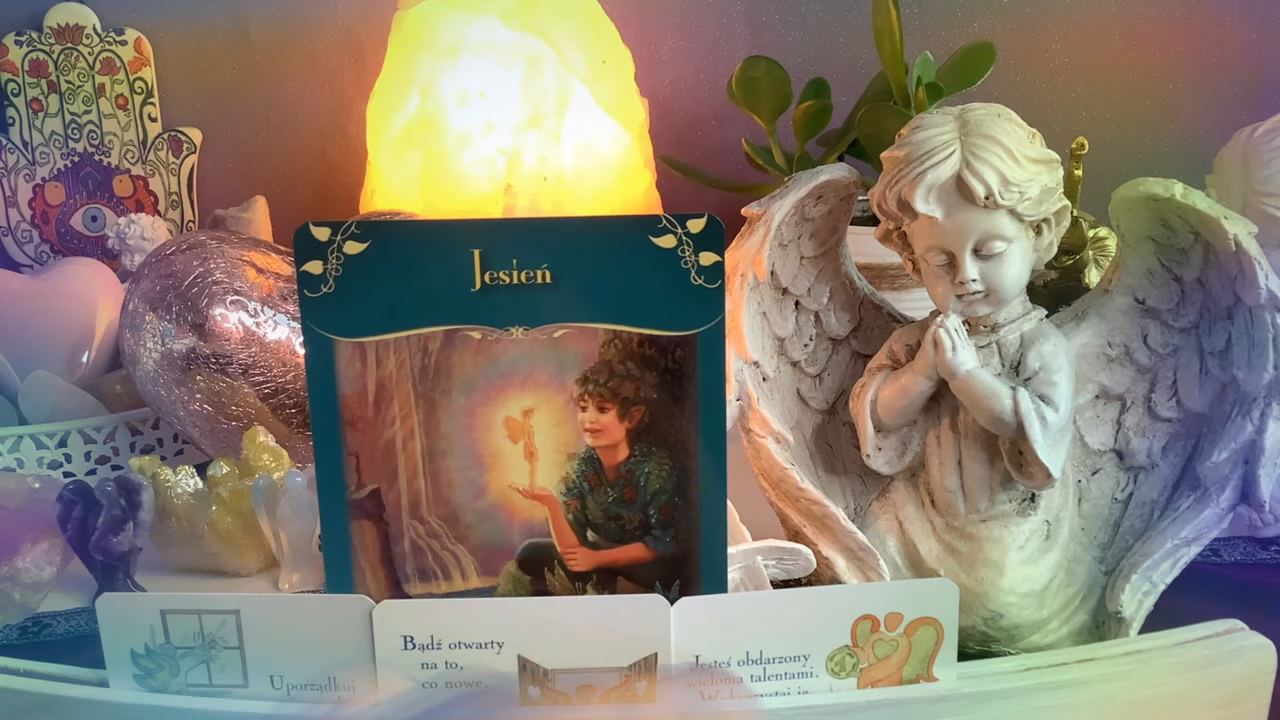 Jesień
Uporządkuj
Bądź otwarty
na to,
co nowe.
Jesteś obdarzony
wieloma talentami.